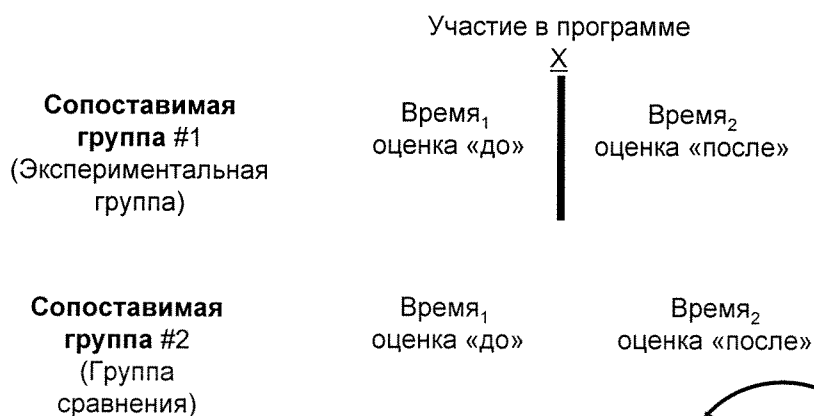 Участие в программе
X
Сопоставимая
группа #1
(Экспериментальная
группа)
Время₁
оценка «до»
Время₂
оценка «после»
Сопоставимая
группа #2
(Группа
сравнения)
Время₁
оценка «до»
Время₂
оценка «после»